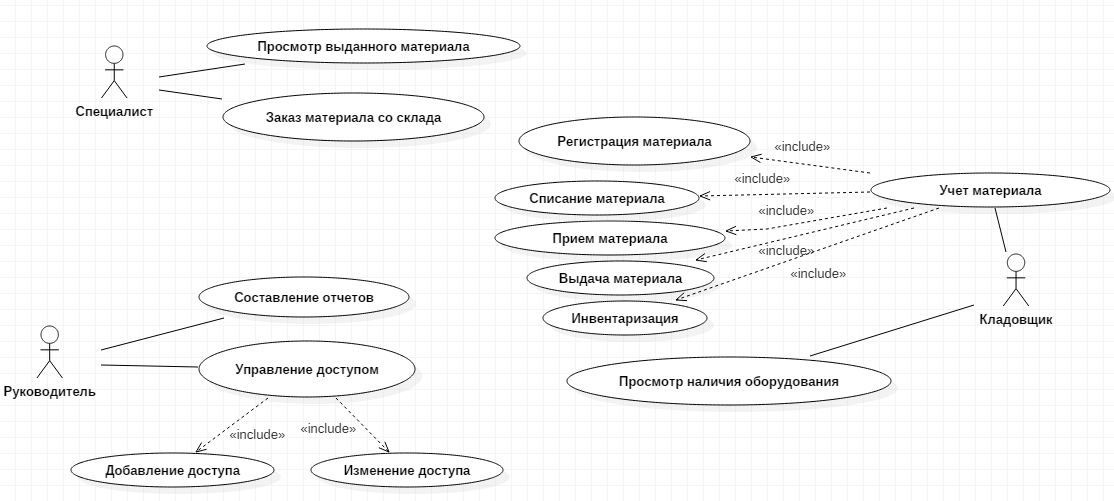 Просмотр выданного материала
Специалист
Заказ материала со склада
Регистрация материала
«include»
«include»
Учет материала
Списание материала
«include»
Прием материала
«include»
Выдача материала
«include»
Инвентаризация
Кладовщик
Составление отчетов
Управление доступом
Руководитель
Просмотр наличия оборудования
«include»
«include»
Добавление доступа
Изменение доступа